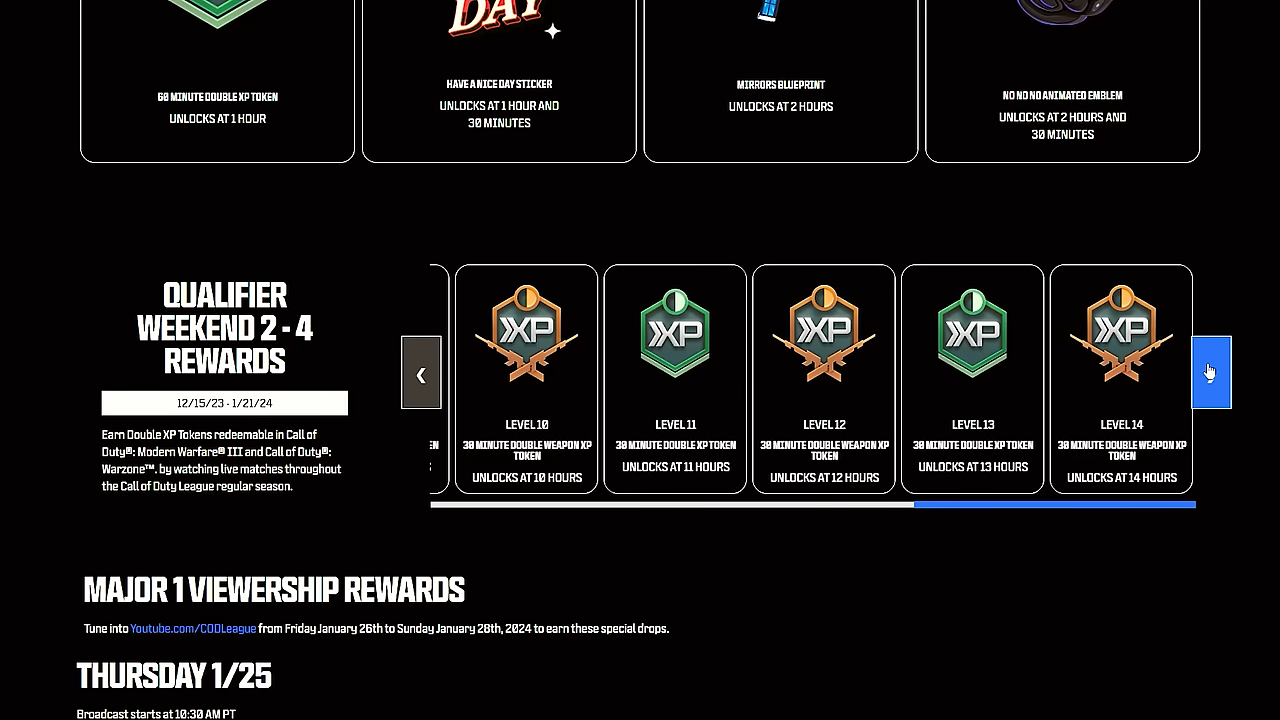 DAY
60 MINUTE DOUBLE XP TOKEN
UNLOCKS AT 1 HOUR
HAVE A NICE DAY STICKER
UNLOCKS AT 1 HOUR AND
30 MINUTES
MIRRORS BLUEPRINT
UNLOCKS AT 2 HOURS
NO NO NO ANIMATED EMBLEM
UNLOCKS AT 2 HOURS AND
30 MINUTES
QUALIFIER
WEEKEND 2 - 4
REWARDS
12/15/23 - 1/21/24
Earn Double XP Tokens redeemable in Call of
Duty®: Modern Warfare® III and Call of Duty®:
Warzone™, by watching live matches throughout
the Call of Duty League regular season.
XP
LEVEL 10
30 MINUTE DOUBLE WEAPON XP
TOKEN
UNLOCKS AT 10 HOURS
XP
LEVEL 11
30 MINUTE DOUBLE XP TOKEN
UNLOCKS AT 11 HOURS
XP
LEVEL 12
30 MINUTE DOUBLE WEAPON XP
TOKEN
UNLOCKS AT 12 HOURS
XP
LEVEL 13
30 MINUTE DOUBLE XP TOKEN
UNLOCKS AT 13 HOURS
XP
LEVEL 14
30 MINUTE DOUBLE WEAPON XP
TOKEN
UNLOCKS AT 14 HOURS
MAJOR 1 VIEWERSHIP REWARDS
Tune into Youtube.com/CODLeague from Friday January 26th to Sunday January 28th, 2024 to earn these special drops.
THURSDAY 1/25
Broadcast starts at 10:30 AM PT